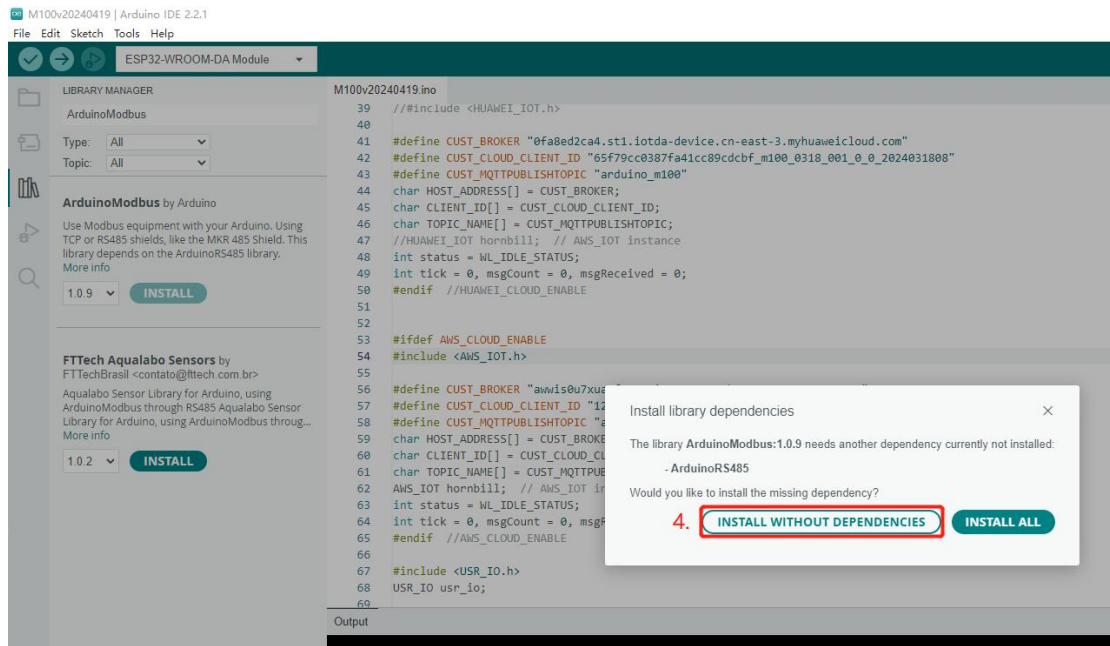 M100v20240419 | Arduino IDE 2.2.1
File Edit Sketch Tools Help
ESP32-WROOM-DA Module
LIBRARY MANAGER
ArduinoModbus
Type: All
Topic: All
ArduinoModbus by Arduino
Use Modbus equipment with your Arduino. Using
TCP or RS485 shields, like the MKR 485 Shield. This
library depends on the ArduinoRS485 library.
More info
1.0.9 INSTALL
FTTech Aqualabo Sensors by
FTTechBrasil <contato@fttech.com.br>
Aqualabo Sensor Library for Arduino, using
ArduinoModbus through RS485 Aqualabo Sensor
Library for Arduino, using ArduinoModbus throug...
More info
1.0.2 INSTALL
M100v20240419.ino
39 //#include <HUAWEI_IOT.h>
40
41 #define CUST_BROKER "0fa8ed2ca4.st1.iotda-device.cn-east-3.myhuaweicloud.com"
42 #define CUST_CLOUD_CLIENT_ID "65f79cc0387fa41cc89cdcbf_m100_0318_001_0_0_2024031808"
43 #define CUST_MQTTPUBLISHTOPIC "arduino_m100"
44 char HOST_ADDRESS[] = CUST_BROKER;
45 char CLIENT_ID[] = CUST_CLOUD_CLIENT_ID;
46 char TOPIC_NAME[] = CUST_MQTTPUBLISHTOPIC;
47 //HUAWEI_IOT hornbill; // AWS_IOT instance
48 int status = WL_IDLE_STATUS;
49 int tick = 0, msgCount = 0, msgReceived = 0;
50 #endif //HUAWEI_CLOUD_ENABLE
51
52
53 #ifdef AWS_CLOUD_ENABLE
54 #include <AWS_IOT.h>
55
56 #define CUST_BROKER "awwis0u7xua
57 #define CUST_CLOUD_CLIENT_ID "12
58 #define CUST_MQTTPUBLISHTOPIC "a
59 char HOST_ADDRESS[] = CUST_BROKE
60 char CLIENT_ID[] = CUST_CLOUD_CL
61 char TOPIC_NAME[] = CUST_MQTTPUB
62 AWS_IOT hornbill; // AWS_IOT in
63 int status = WL_IDLE_STATUS;
64 int tick = 0, msgCount = 0, msgR
65 #endif //AWS_CLOUD_ENABLE
66
67 #include <USR_IO.h>
68 USR_IO usr_io;
69
Install library dependencies
The library ArduinoModbus:1.0.9 needs another dependency currently not installed:
- ArduinoRS485
Would you like to install the missing dependency?
4. INSTALL WITHOUT DEPENDENCIES INSTALL ALL
Output